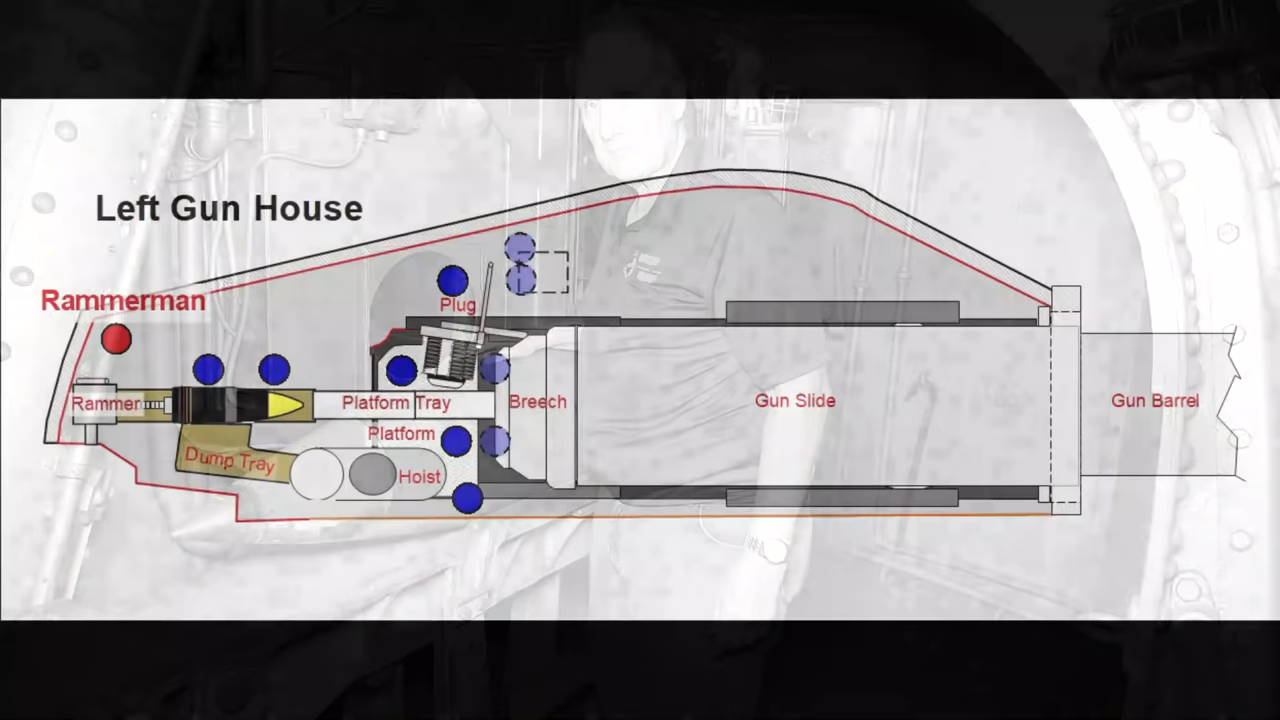 Left Gun House
Rammerman
Plug
Rammer
Platform Tray
Breech
Gun Slide
Gun Barrel
Platform
Dump Tray
Hoist